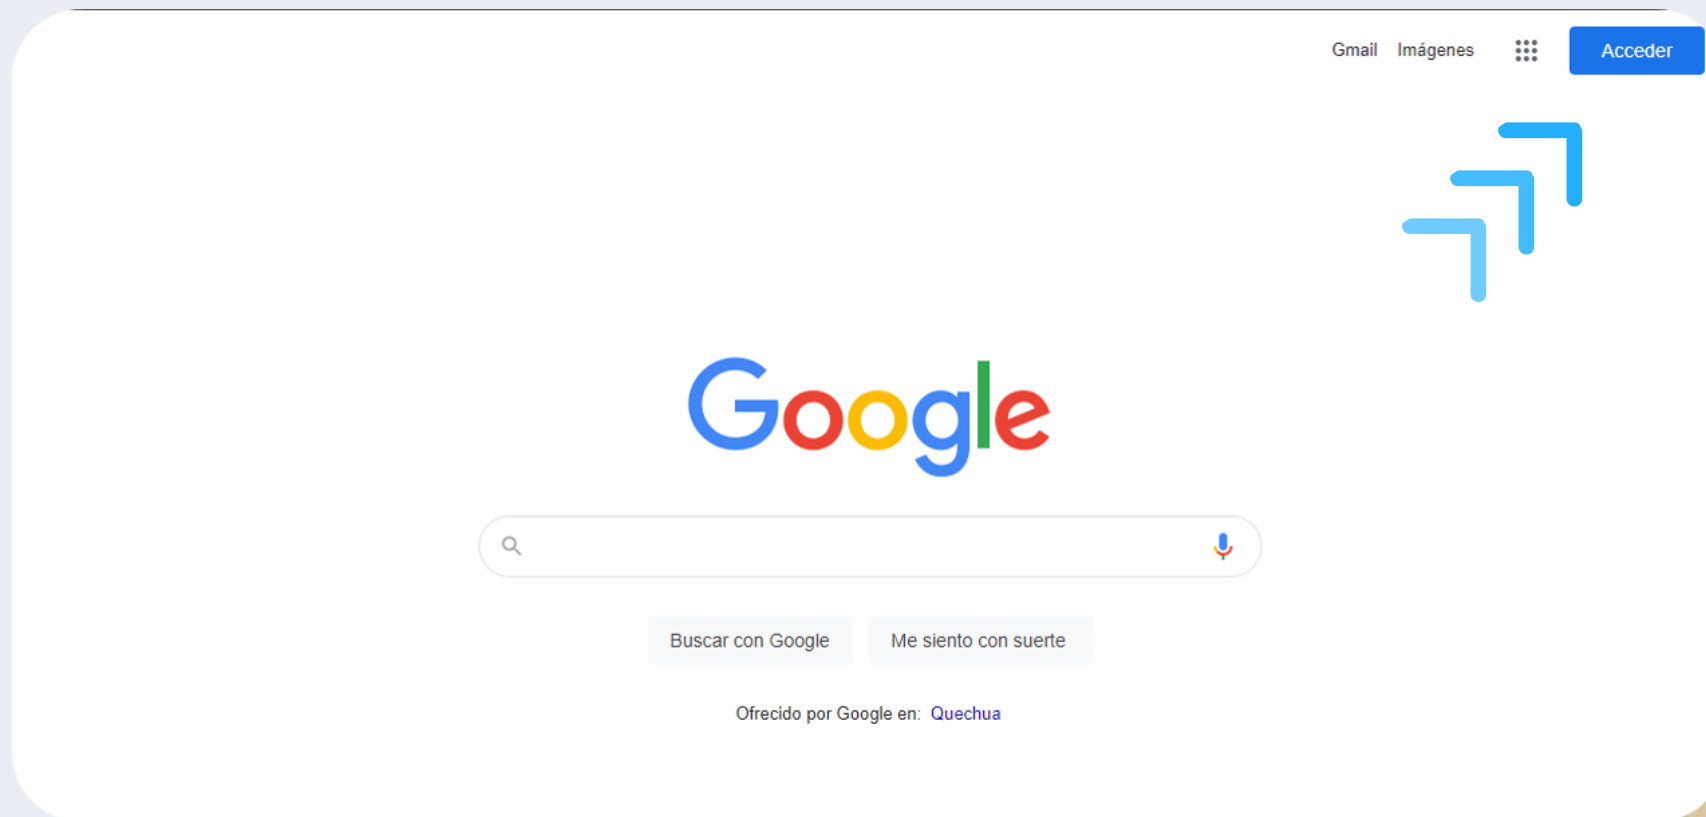 Gmail Imágenes Acceder
Google
Buscar con Google Me siento con suerte
Ofrecido por Google en: Quechua